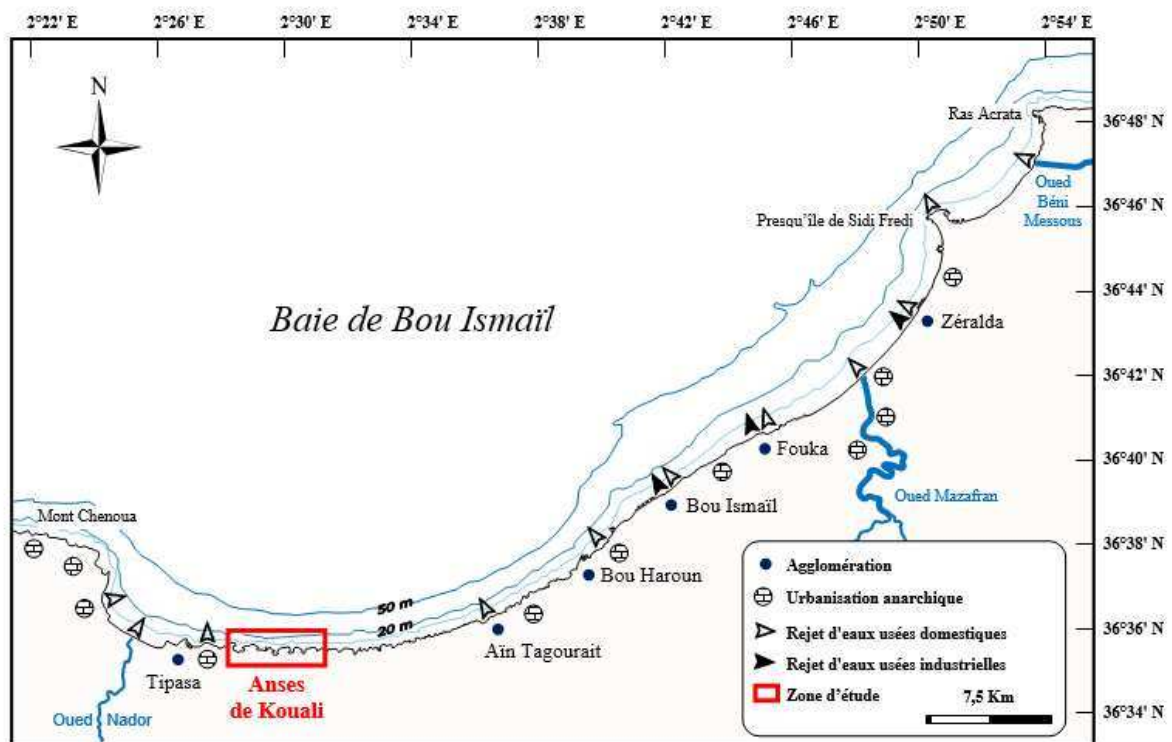 2°22' E 2°26' E 2°30' E 2°34' E 2°38' E 2°42' E 2°46' E 2°50' E 2°54' E
N
Ras Acrata
36°48' N
Oued
Béni
Messous
36°46' N
Presqu'île de Sidi Fredj
Baie de Bou Ismaïl
36°44' N
Zéralda
36°42' N
Fouka
36°40' N
Oued Mazafran
Bou Ismaïl
Mont Chenoua
36°38' N
Bou Haroun
50 m
20 m
36°36' N
Aïn Tagourait
Tipasa
Anses
de Kouali
Oued Nador
36°34' N
Agglomération
Urbanisation anarchique
Rejet d'eaux usées domestiques
Rejet d'eaux usées industrielles
Zone d'étude
7,5 Km